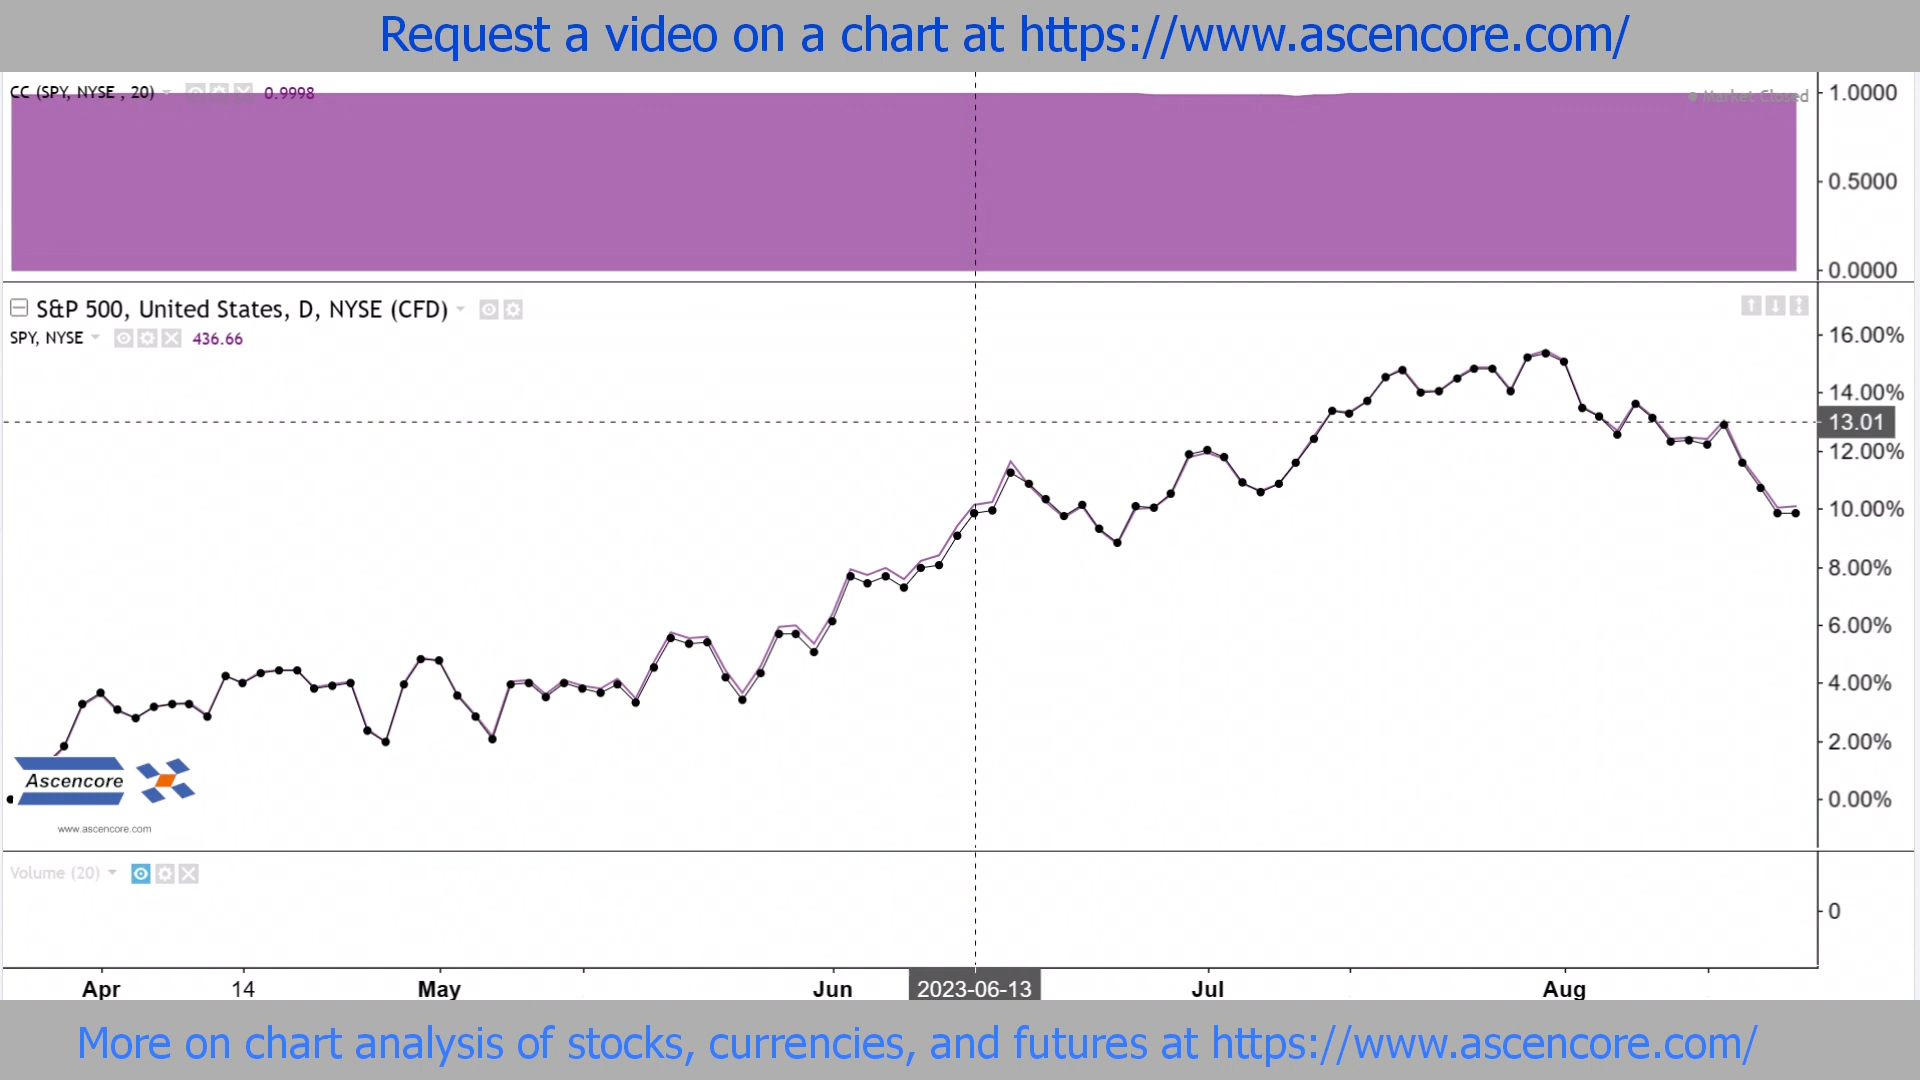 Request a video on a chart at https://www.ascencore.com/
CC (SPY, NYSE , 20) 0.9998
Market Closed
1.0000
0.5000
0.0000
S&P 500, United States, D, NYSE (CFD)
SPY, NYSE 436.66
16.00%
14.00%
13.01
12.00%
10.00%
8.00%
6.00%
4.00%
2.00%
0.00%
Ascencore
www.ascencore.com
Volume (20)
0
Apr 14 May Jun 2023-06-13 Jul Aug
More on chart analysis of stocks, currencies, and futures at https://www.ascencore.com/